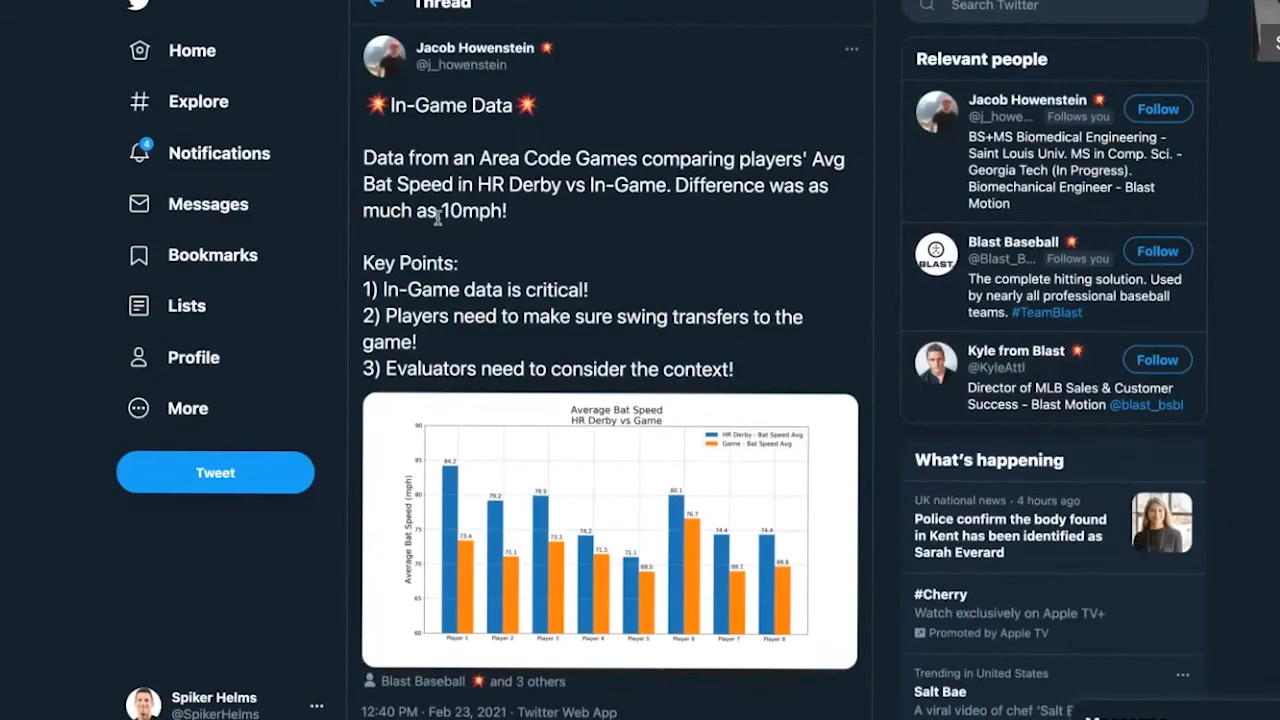 Home
Explore
4
Notifications
Messages
Bookmarks
Lists
Profile
More
Tweet
Spiker Helms
@SpikerHelms
Thread
Jacob Howenstein
@j_howenstein
In-Game Data
Data from an Area Code Games comparing players' Avg
Bat Speed in HR Derby vs In-Game. Difference was as
much as 10mph!
Key Points:
1) In-Game data is critical!
2) Players need to make sure swing transfers to the
game!
3) Evaluators need to consider the context!
Average Bat Speed
HR Derby vs Game
HR Derby - Bat Speed Avg
Game - Bat Speed Avg
Average Bat Speed (mph)
90
85
80
75
70
65
60
84.2
73.4
79.2
71.1
79.9
73.3
74.2
71.5
71.1
69.0
80.1
76.7
74.4
69.1
74.4
69.8
Player 1
Player 2
Player 3
Player 4
Player 5
Player 6
Player 7
Player 8
Blast Baseball and 3 others
12:40 PM · Feb 23, 2021 · Twitter Web App
Search Twitter
Relevant people
Jacob Howenstein
@j_howe... Follows you
Follow
BS+MS Biomedical Engineering -
Saint Louis Univ. MS in Comp. Sci. -
Georgia Tech (In Progress).
Biomechanical Engineer - Blast
Motion
BLAST
Blast Baseball
@Blast_B... Follows you
Follow
The complete hitting solution. Used
by nearly all professional baseball
teams. #TeamBlast
Kyle from Blast
@KyleAttl
Follow
Director of MLB Sales & Customer
Success - Blast Motion @blast_bsbl
What's happening
UK national news · 4 hours ago
Police confirm the body found
in Kent has been identified as
Sarah Everard
#Cherry
Watch exclusively on Apple TV+
Promoted by Apple TV
Trending in United States
Salt Bae
A viral video of chef 'Salt